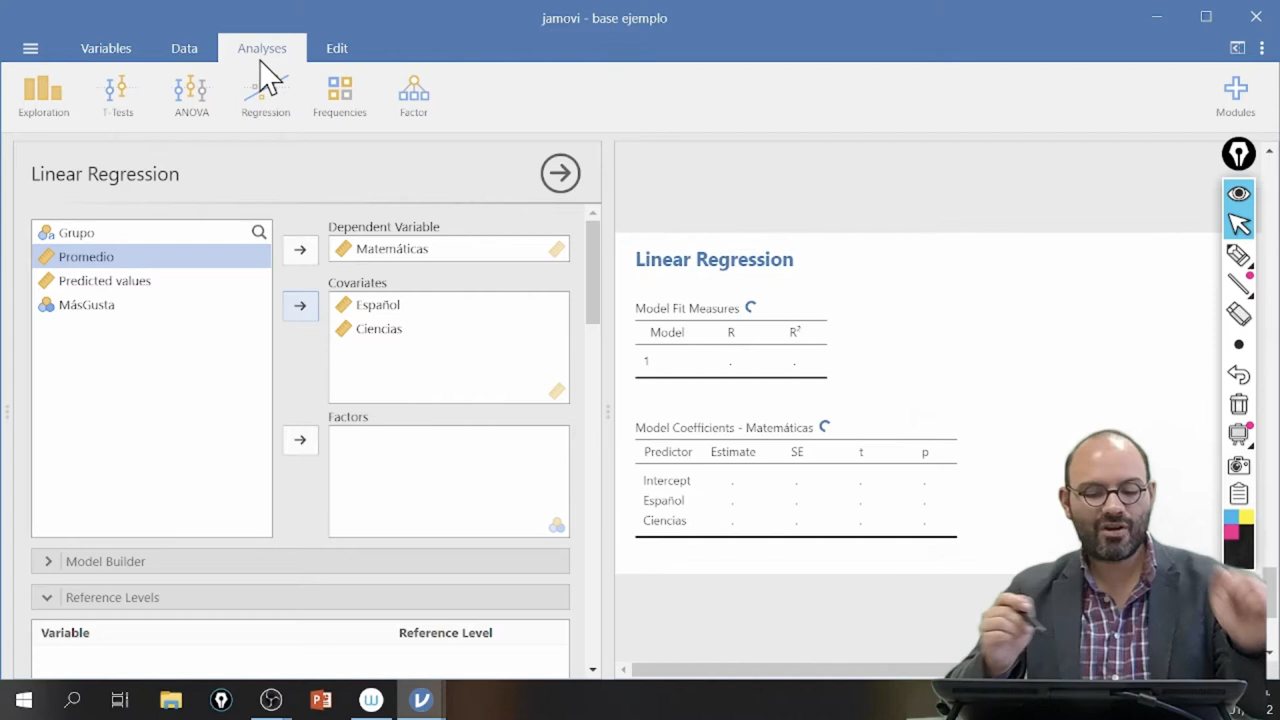 jamovi - base ejemplo
Variables Data Analyses Edit
Exploration T-Tests ANOVA Regression Frequencies Factor Modules
Linear Regression
Grupo
Promedio
Predicted values
MásGusta
Dependent Variable
Matemáticas
Covariates
Español
Ciencias
Factors
Model Builder
Reference Levels
Variable Reference Level
Linear Regression
Model Fit Measures
Model R R²
1 . .
Model Coefficients - Matemáticas
Predictor Estimate SE t p
Intercept . . . .
Español . . . .
Ciencias . . . .